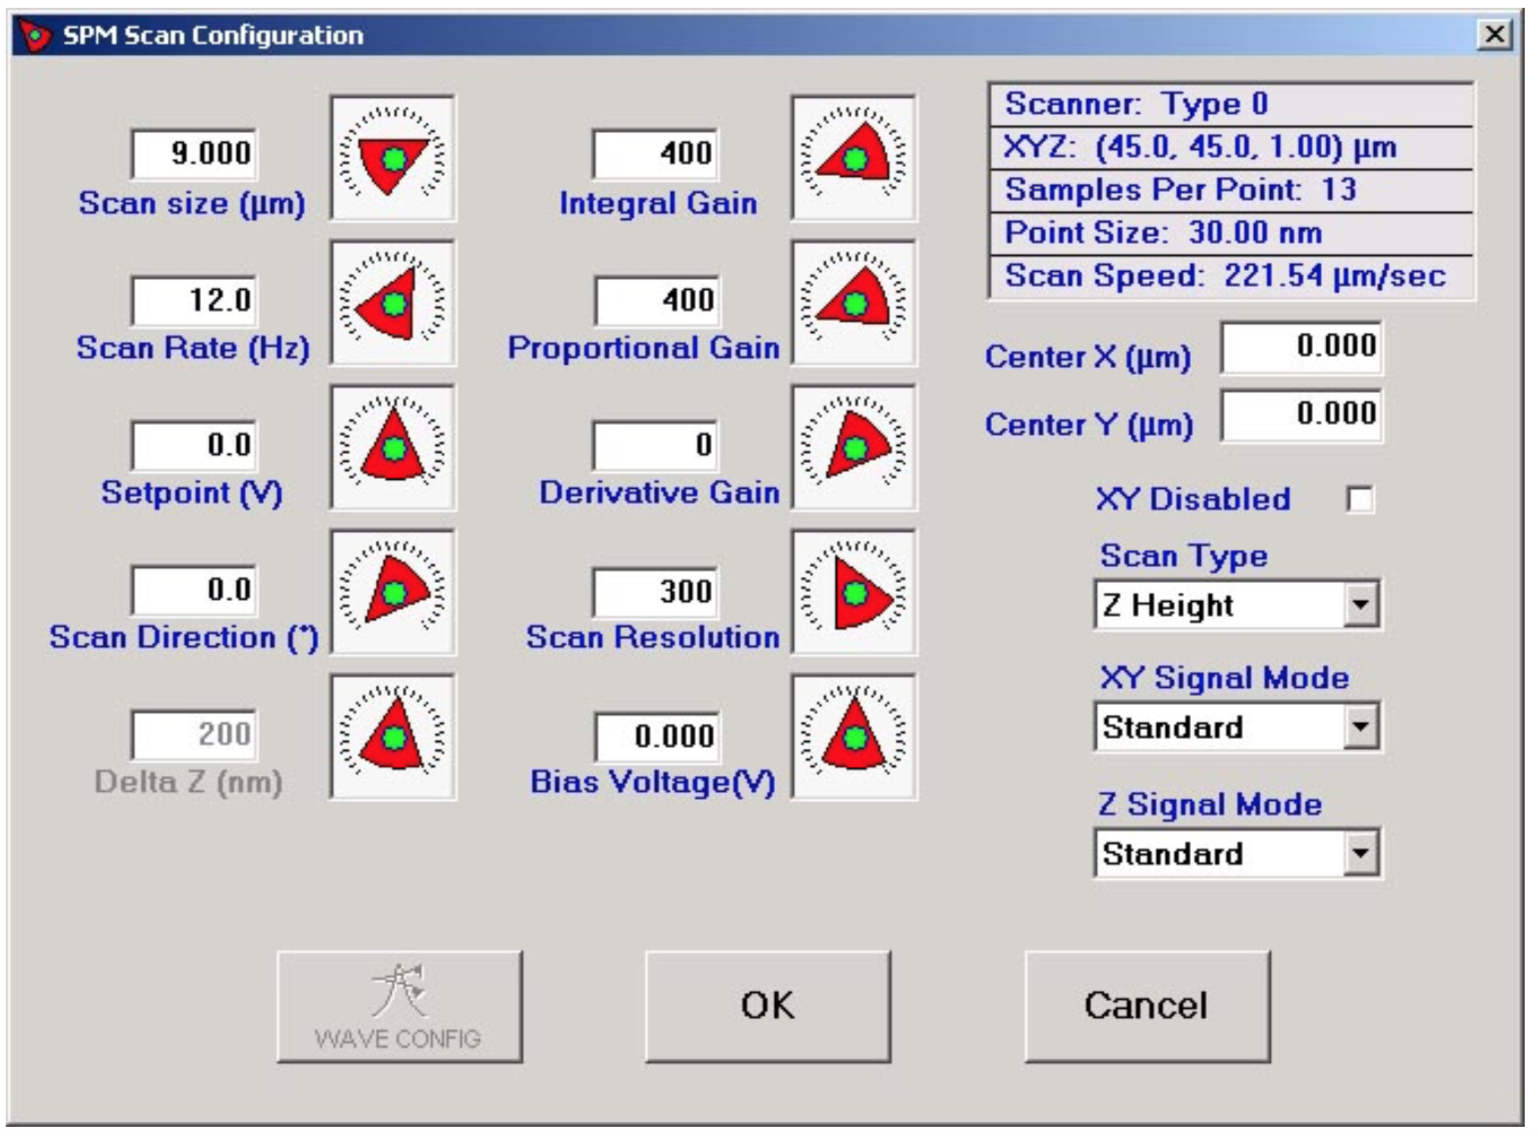 SPM Scan Configuration
9.000
Scan size (µm)
12.0
Scan Rate (Hz)
0.0
Setpoint (V)
0.0
Scan Direction (°)
200
Delta Z (nm)
400
Integral Gain
400
Proportional Gain
0
Derivative Gain
300
Scan Resolution
0.000
Bias Voltage(V)
Scanner: Type 0
XYZ: (45.0, 45.0, 1.00) µm
Samples Per Point: 13
Point Size: 30.00 nm
Scan Speed: 221.54 µm/sec
Center X (µm) 0.000
Center Y (µm) 0.000
XY Disabled
Scan Type
Z Height
XY Signal Mode
Standard
Z Signal Mode
Standard
WAVE CONFIG
OK
Cancel